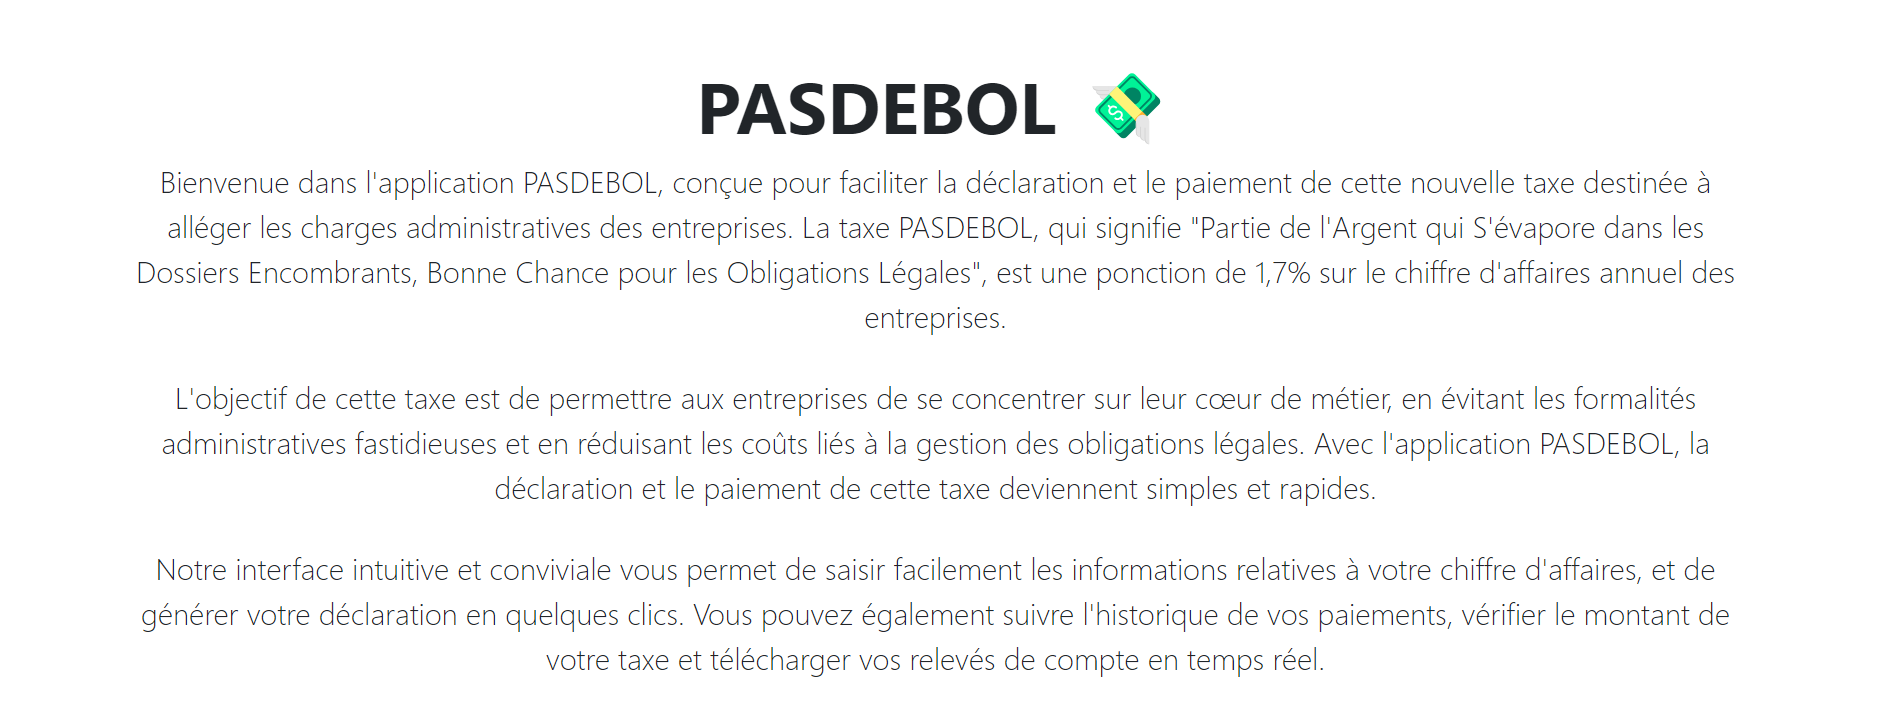 PASDEBOL
Bienvenue dans l'application PASDEBOL, conçue pour faciliter la déclaration et le paiement de cette nouvelle taxe destinée à
alléger les charges administratives des entreprises. La taxe PASDEBOL, qui signifie "Partie de l'Argent qui S'évapore dans les
Dossiers Encombrants, Bonne Chance pour les Obligations Légales", est une ponction de 1,7% sur le chiffre d'affaires annuel des
entreprises.
L'objectif de cette taxe est de permettre aux entreprises de se concentrer sur leur cœur de métier, en évitant les formalités
administratives fastidieuses et en réduisant les coûts liés à la gestion des obligations légales. Avec l'application PASDEBOL, la
déclaration et le paiement de cette taxe deviennent simples et rapides.
Notre interface intuitive et conviviale vous permet de saisir facilement les informations relatives à votre chiffre d'affaires, et de
générer votre déclaration en quelques clics. Vous pouvez également suivre l'historique de vos paiements, vérifier le montant de
votre taxe et télécharger vos relevés de compte en temps réel.